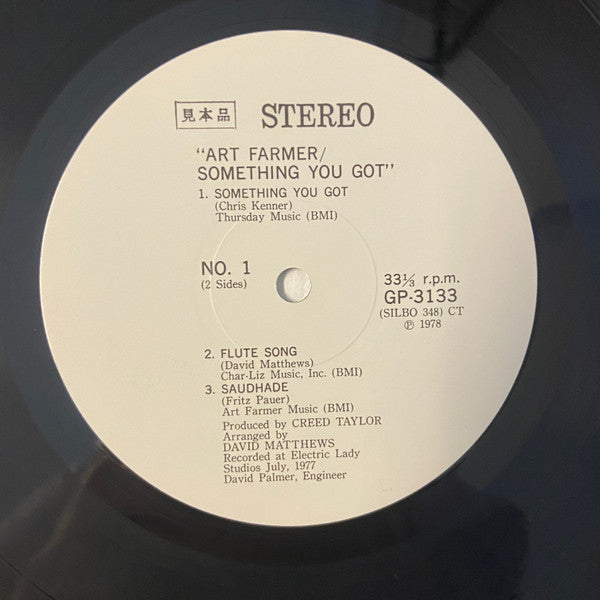 見本品 STEREO
"ART FARMER/
SOMETHING YOU GOT"
1. SOMETHING YOU GOT
(Chris Kenner)
Thursday Music (BMI)
NO. 1
(2 Sides)
33⅓ r.p.m.
GP-3133
(SILBO 348) CT
℗ 1978
2. FLUTE SONG
(David Matthews)
Char-Liz Music, Inc. (BMI)
3. SAUDHADE
(Fritz Pauer)
Art Farmer Music (BMI)
Produced by CREED TAYLOR
Arranged by
DAVID MATTHEWS
Recorded at Electric Lady
Studios July, 1977
David Palmer, Engineer